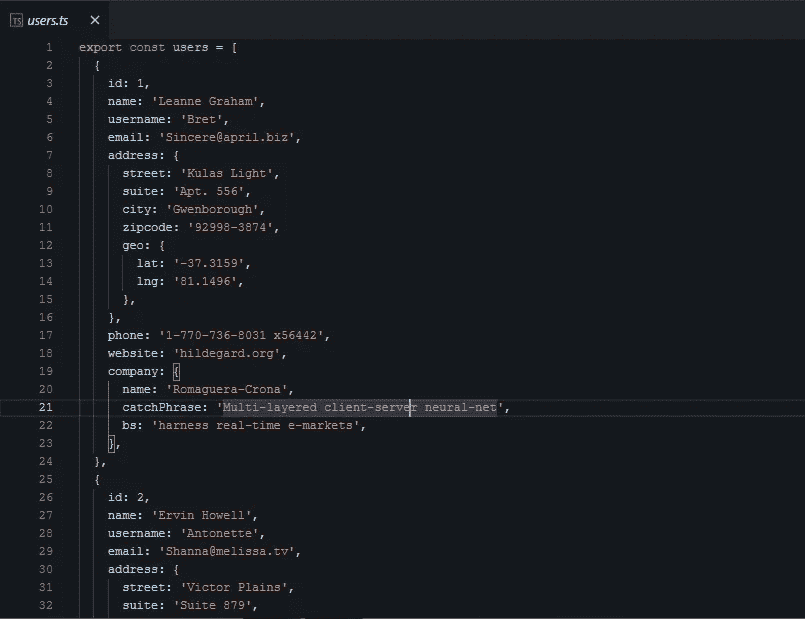 TS users.ts ×
1 export const users = [
2 {
3 id: 1,
4 name: 'Leanne Graham',
5 username: 'Bret',
6 email: 'Sincere@april.biz',
7 address: {
8 street: 'Kulas Light',
9 suite: 'Apt. 556',
10 city: 'Gwenborough',
11 zipcode: '92998-3874',
12 geo: {
13 lat: '-37.3159',
14 lng: '81.1496',
15 },
16 },
17 phone: '1-770-736-8031 x56442',
18 website: 'hildegard.org',
19 company: {
20 name: 'Romaguera-Crona',
21 catchPhrase: 'Multi-layered client-server neural-net',
22 bs: 'harness real-time e-markets',
23 },
24 },
25 {
26 id: 2,
27 name: 'Ervin Howell',
28 username: 'Antonette',
29 email: 'Shanna@melissa.tv',
30 address: {
31 street: 'Victor Plains',
32 suite: 'Suite 879',